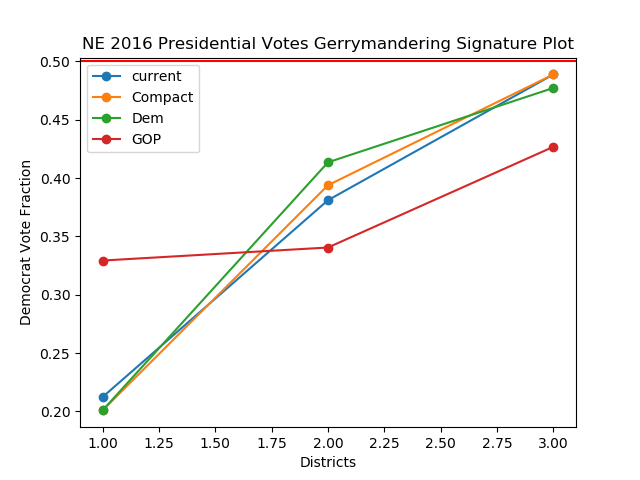 NE 2016 Presidential Votes Gerrymandering Signature Plot
current
Compact
Dem
GOP
Democrat Vote Fraction
0.50
0.45
0.40
0.35
0.30
0.25
0.20
1.00 1.25 1.50 1.75 2.00 2.25 2.50 2.75 3.00
Districts